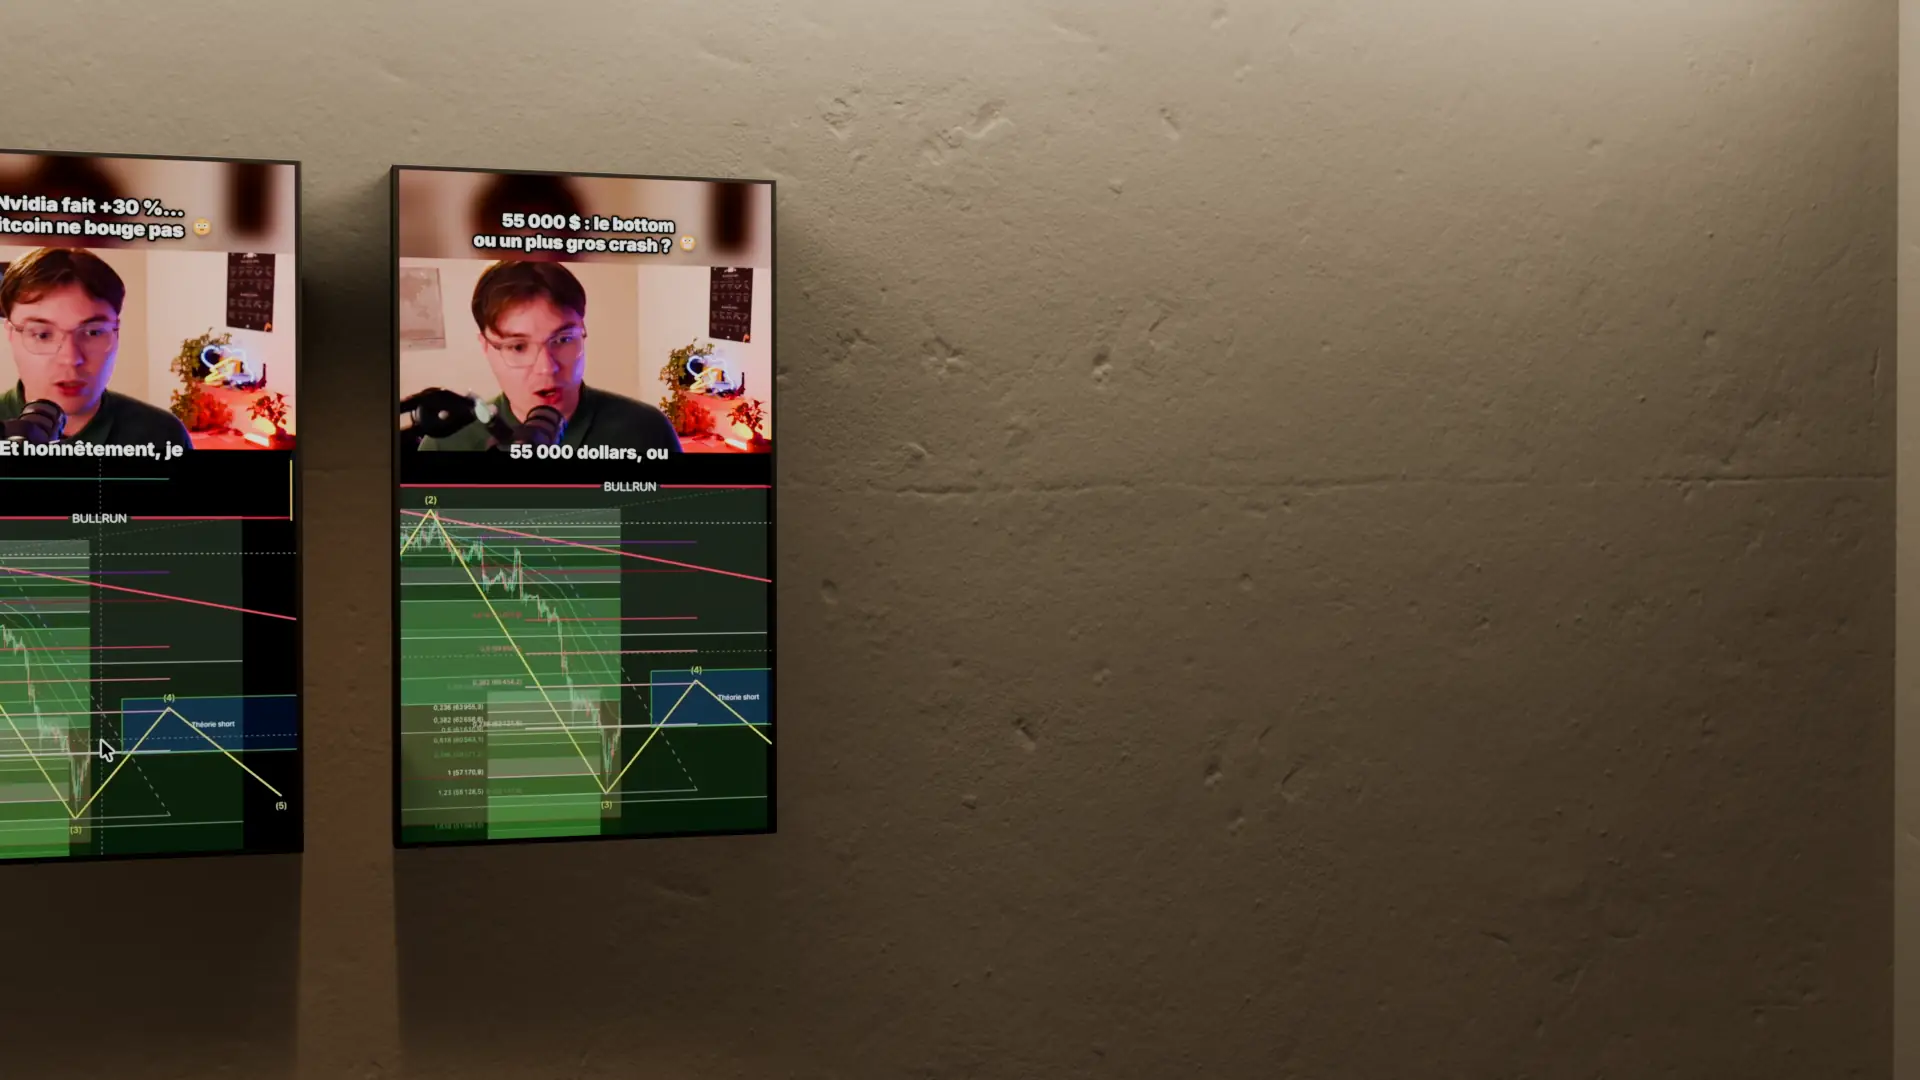 Nvidia fait +30 %...
itcoin ne bouge pas
Et honnêtement, je
BULLRUN
(4)
Théorie short
(3)
(5)
55 000 $ : le bottom
ou un plus gros crash ?
55 000 dollars, ou
BULLRUN
(2)
(4)
Théorie short
(3)